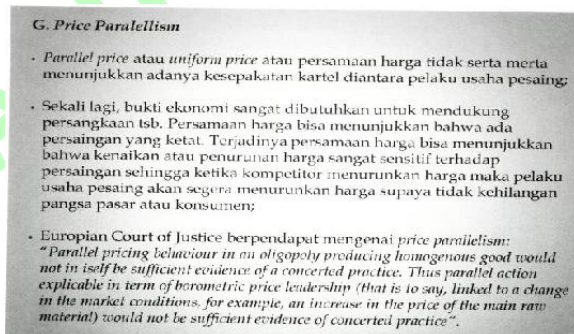 G. Price Paralellism
· Parallel price atau uniform price atau persamaan harga tidak serta merta
menunjukkan adanya kesepakatan kartel diantara pelaku usaha pesaing;
· Sekali lagi, bukti ekonomi sangat dibutuhkan untuk mendukung
persangkaan tsb. Persamaan harga bisa menunjukkan bahwa ada
persaingan yang ketat. Terjadinya persamaan harga bisa menunjukkan
bahwa kenaikan atau penurunan harga sangat sensitif terhadap
persaingan sehingga ketika kompetitor menurunkan harga maka pelaku
usaha pesaing akan segera menurunkan harga supaya tidak kehilangan
pangsa pasar atau konsumen;
· Europian Court of Justice berpendapat mengenai price parallelism:
"Parallel pricing behaviour in an oligopoly producing homogenous good would
not in iself be sufficient evidence of a concerted practice. Thus parallel action
explicable in term of borometric price leadership (that is to say, linked to a change
in the market conditions, for example, an increase in the price of the main raw
material) would not be sufficient evidence of concerted practice".